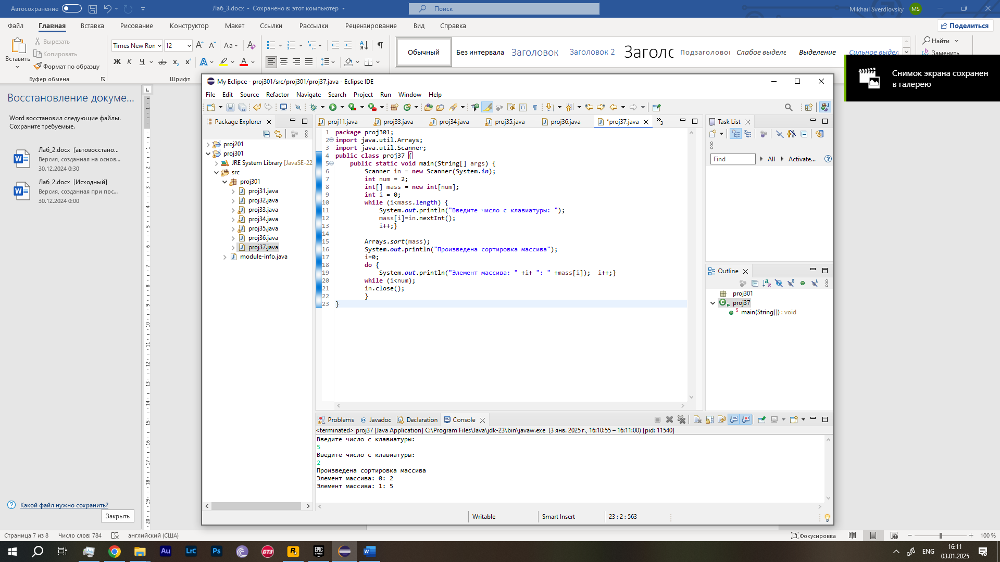 Автосохранение
Лаб_3.docx - Сохранено в: этот компьютер
Поиск
Mikhail Sverdlovsky
MS
Файл Главная Вставка Рисование Конструктор Макет Ссылки Рассылки Рецензирование Вид Справка
Поделиться
Вставить
Вырезать
Копировать
Формат по образцу
Буфер обмена
Times New Ron 12
Шрифт
Обычный
Без интервала
Заголовок
Заголовок 2
Заголо
Подзаголово
Слабое выделе
Выделение
Сильное выдел
Найти
Заменить
Снимок экрана сохранен
в галерею
Восстановление докуме...
Word восстановил следующие файлы.
Сохраните требуемые.
Лаб_2.docx (автовосстано...
Версия, созданная на основ...
30.12.2024 0:30
Лаб_2.docx [Исходный]
Версия, созданная при пос...
30.12.2024 0:00
Какой файл нужно сохранить?
Закрыть
My Eclipce - proj301/src/proj301/proj37.java - Eclipse IDE
File Edit Source Refactor Navigate Search Project Run Window Help
Package Explorer
proj201
proj301
JRE System Library [JavaSE-22
src
proj301
proj31.java
proj32.java
proj33.java
proj34.java
proj35.java
proj36.java
proj37.java
module-info.java
proj11.java proj33.java proj34.java proj35.java proj36.java *proj37.java »3
1 package proj301;
2 import java.util.Arrays;
3 import java.util.Scanner;
4 public class proj37 {
5 public static void main(String[] args) {
6 Scanner in = new Scanner(System.in);
7 int num = 2;
8 int[] mass = new int[num];
9 int i = 0;
10 while (i<mass.length) {
11 System.out.println("Введите число с клавиатуры: ");
12 mass[i]=in.nextInt();
13 i++;}
14
15 Arrays.sort(mass);
16 System.out.println("Произведена сортировка массива");
17 i=0;
18 do {
19 System.out.println("Элемент массива: " +i+ ": " +mass[i]); i++;}
20 while (i<num);
21 in.close();
22 }
23 }
Task List
Find
All
Activate...
Outline
proj301
proj37
main(String[]) : void
Problems Javadoc Declaration Console
<terminated> proj37 [Java Application] C:\Program Files\Java\jdk-23\bin\javaw.exe (3 янв. 2025 г., 16:10:55 – 16:11:00) [pid: 11540]
Введите число с клавиатуры:
5
Введите число с клавиатуры:
2
Произведена сортировка массива
Элемент массива: 0: 2
Элемент массива: 1: 5
Writable
Smart Insert
23 : 2 : 563
Страница 7 из 8
Число слов: 784
английский (США)
Фокусировка
100 %
Au
Lrc
Ps
GT3
R
EPIC GAMES
ENG
16:11
03.01.2025